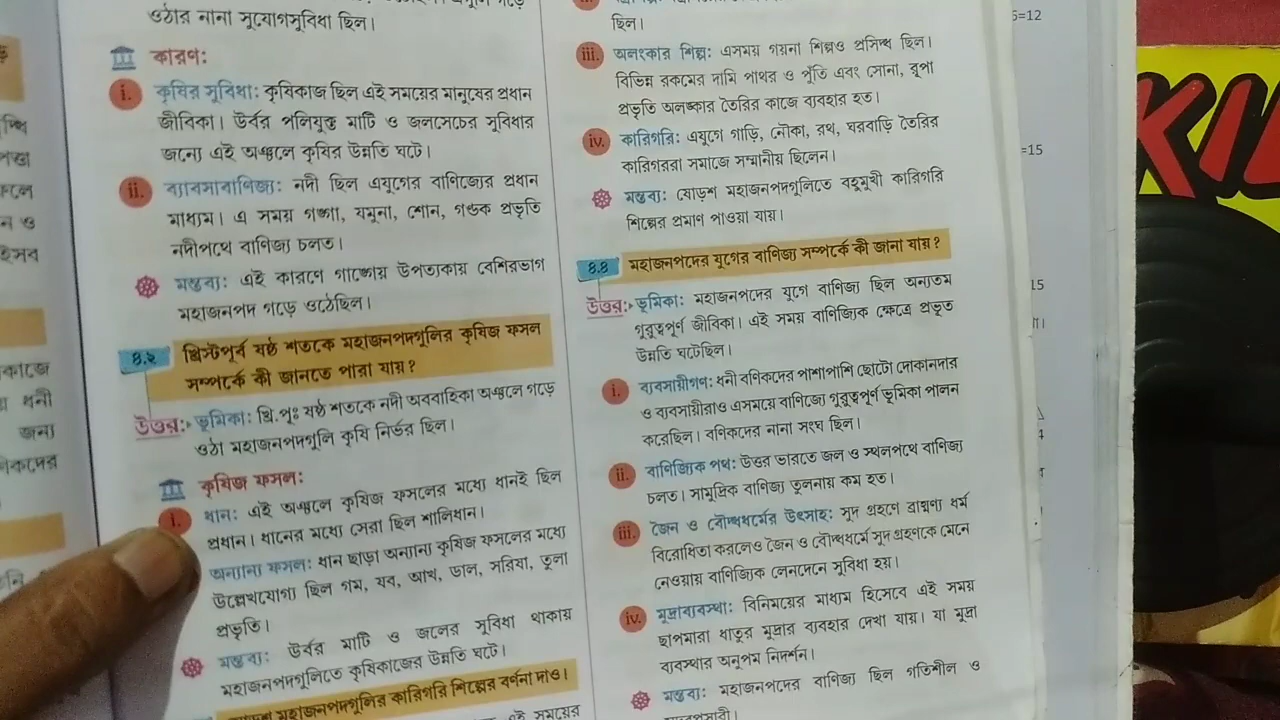 ওঠার নানা সুযোগসুবিধা ছিল।
কারণ:
i. কৃষির সুবিধা: কৃষিকাজ ছিল এই সময়ের মানুষের প্রধান
জীবিকা। উর্বর পলিযুক্ত মাটি ও জলসেচের সুবিধার
জন্যে এই অঞ্চলে কৃষির উন্নতি ঘটে।
ii. ব্যাবসাবাণিজ্য: নদী ছিল এযুগের বাণিজ্যের প্রধান
মাধ্যম। এ সময় গঙ্গা, যমুনা, শোন, গণ্ডক প্রভৃতি
নদীপথে বাণিজ্য চলত।
মন্তব্য: এই কারণে গাঙ্গেয় উপত্যকায় বেশিরভাগ
মহাজনপদ গড়ে ওঠেছিল।
৪.২ খ্রিস্টপূর্ব ষষ্ঠ শতকে মহাজনপদগুলির কৃষিজ ফসল
সম্পর্কে কী জানতে পারা যায়?
উত্তর: ভূমিকা: খ্রি.পূঃ ষষ্ঠ শতকে নদী অববাহিকা অঞ্চলে গড়ে
ওঠা মহাজনপদগুলি কৃষি নির্ভর ছিল।
কৃষিজ ফসল:
i. ধান: এই অঞ্চলে কৃষিজ ফসলের মধ্যে ধানই ছিল
প্রধান। ধানের মধ্যে সেরা ছিল শালিধান।
অন্যান্য ফসল: ধান ছাড়া অন্যান্য কৃষিজ ফসলের মধ্যে
উল্লেখযোগ্য ছিল গম, যব, আখ, ডাল, সরিষা, তুলা
প্রভৃতি।
মন্তব্য: উর্বর মাটি ও জলের সুবিধা থাকায়
মহাজনপদগুলিতে কৃষিকাজের উন্নতি ঘটে।
মহাজনপদগুলির কারিগরি শিল্পের বর্ণনা দাও।
এই সময়ের
ছিল।
iii. অলংকার শিল্প: এসময় গয়না শিল্পও প্রসিদ্ধ ছিল।
বিভিন্ন রকমের দামি পাথর ও পুঁতি এবং সোনা, রূপা
প্রভৃতি অলঙ্কার তৈরির কাজে ব্যবহার হত।
iv. কারিগরি: এযুগে গাড়ি, নৌকা, রথ, ঘরবাড়ি তৈরির
কারিগররা সমাজে সম্মানীয় ছিলেন।
মন্তব্য: ষোড়শ মহাজনপদগুলিতে বহুমুখী কারিগরি
শিল্পের প্রমাণ পাওয়া যায়।
৪.৪ মহাজনপদের যুগের বাণিজ্য সম্পর্কে কী জানা যায়?
উত্তর: ভূমিকা: মহাজনপদের যুগে বাণিজ্য ছিল অন্যতম
গুরুত্বপূর্ণ জীবিকা। এই সময় বাণিজ্যিক ক্ষেত্রে প্রভূত
উন্নতি ঘটেছিল।
i. ব্যবসায়ীগণ: ধনী বণিকদের পাশাপাশি ছোটো দোকানদার
ও ব্যবসায়ীরাও এসময়ে বাণিজ্যে গুরুত্বপূর্ণ ভূমিকা পালন
করেছিল। বণিকদের নানা সংঘ ছিল।
ii. বাণিজ্যিক পথ: উত্তর ভারতে জল ও স্থলপথে বাণিজ্য
চলত। সামুদ্রিক বাণিজ্য তুলনায় কম হত।
iii. জৈন ও বৌদ্ধধর্মের উৎসাহ: সুদ গ্রহণে ব্রাহ্মণ্য ধর্ম
বিরোধিতা করলেও জৈন ও বৌদ্ধধর্মে সুদ গ্রহণকে মেনে
নেওয়ায় বাণিজ্যিক লেনদেনে সুবিধা হয়।
iv. মুদ্রাব্যবস্থা: বিনিময়ের মাধ্যম হিসেবে এই সময়
ছাপমারা ধাতুর মুদ্রার ব্যবহার দেখা যায়। যা মুদ্রা
ব্যবস্থার অনুপম নিদর্শন।
মন্তব্য: মহাজনপদের বাণিজ্য ছিল গতিশীল ও
5=12
=15
15
KI